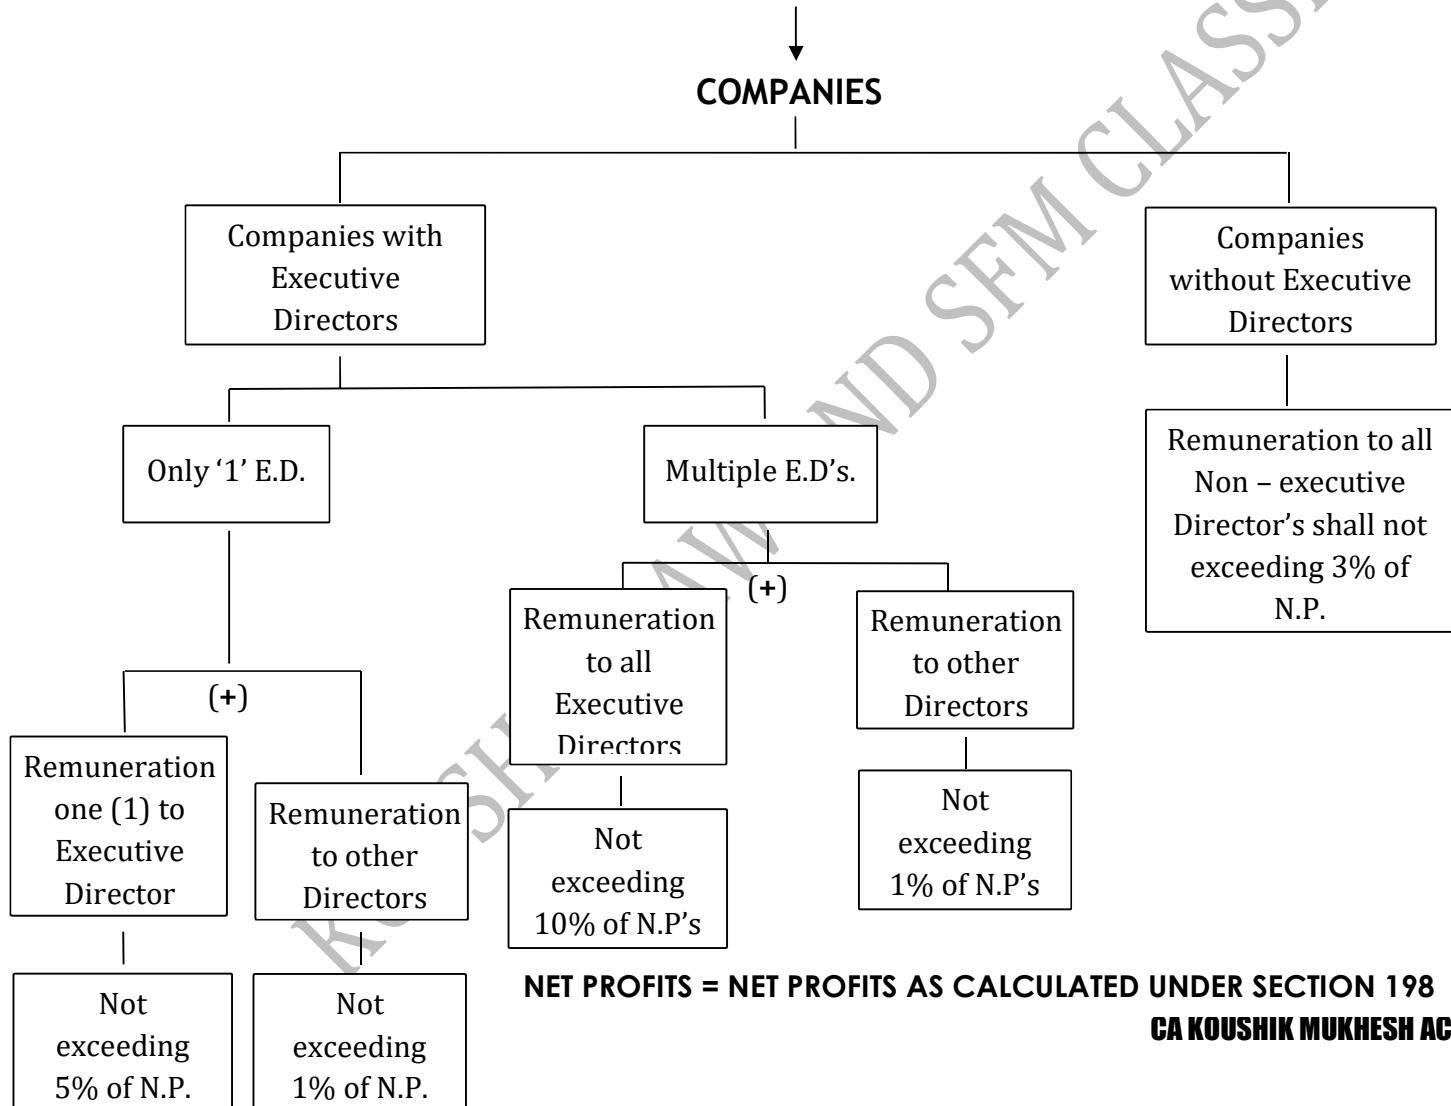 COMPANIES
Companies with
Executive
Directors
Companies
without Executive
Directors
Only ‘1’ E.D.
Multiple E.D’s.
Remuneration to all
Non – executive
Director’s shall not
exceeding 3% of
N.P.
(+)
Remuneration
one (1) to
Executive
Director
Remuneration
to other
Directors
Not
exceeding
5% of N.P.
Not
exceeding
1% of N.P.
(+)
Remuneration
to all
Executive
Directors
Remuneration
to other
Directors
Not
exceeding
10% of N.P’s
Not
exceeding
1% of N.P’s
NET PROFITS = NET PROFITS AS CALCULATED UNDER SECTION 198
CA KOUSHIK MUKHESH AC
ND SFM CLASS